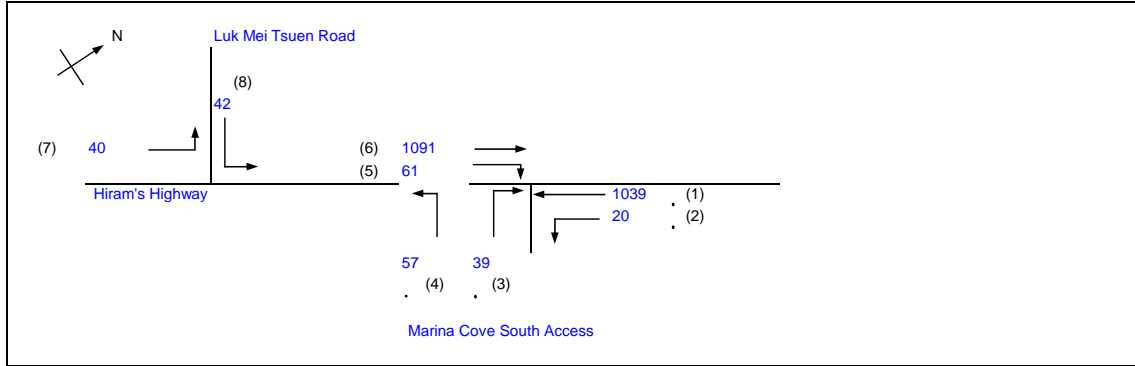 N
Luk Mei Tsuen Road
(8)
42
(7) 40
(6) 1091
(5) 61
Hiram's Highway
1039 (1)
20 (2)
57 39
(4) (3)
Marina Cove South Access